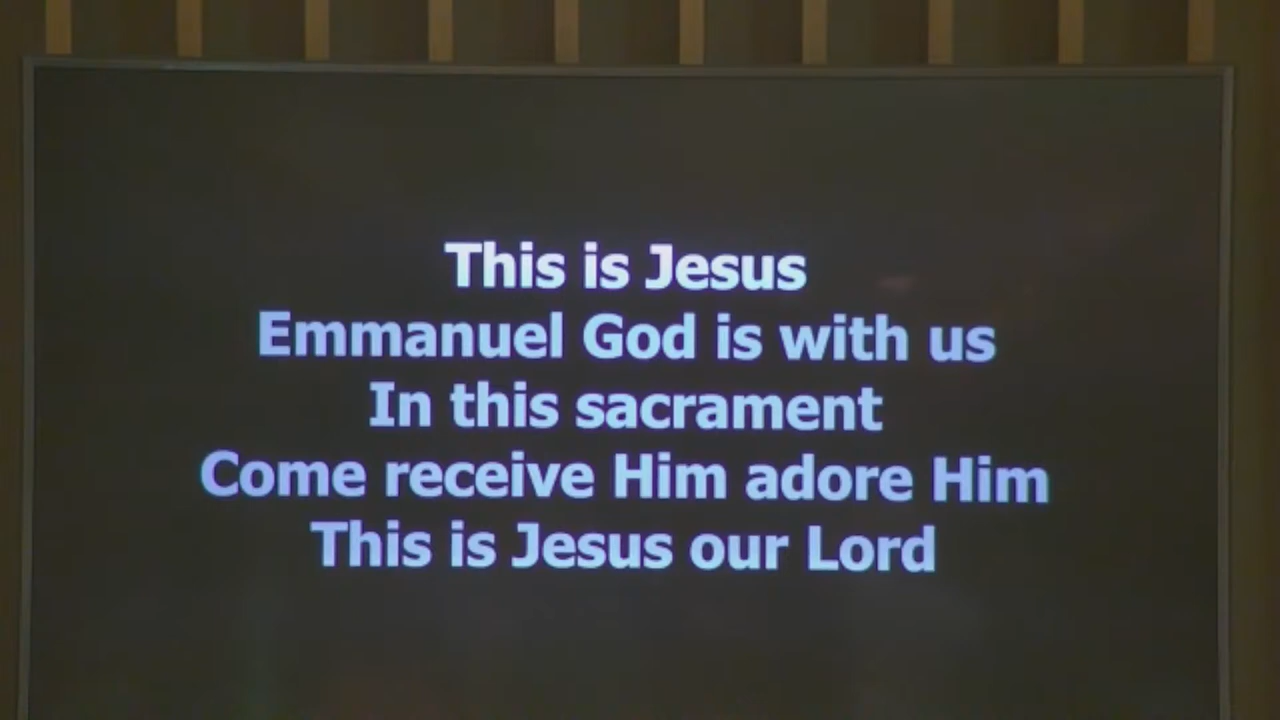 This is Jesus
Emmanuel God is with us
In this sacrament
Come receive Him adore Him
This is Jesus our Lord